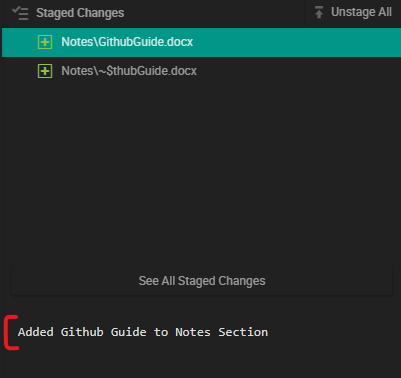 Staged Changes
Unstage All
Notes\GithubGuide.docx
Notes\~$thubGuide.docx
See All Staged Changes
Added Github Guide to Notes Section